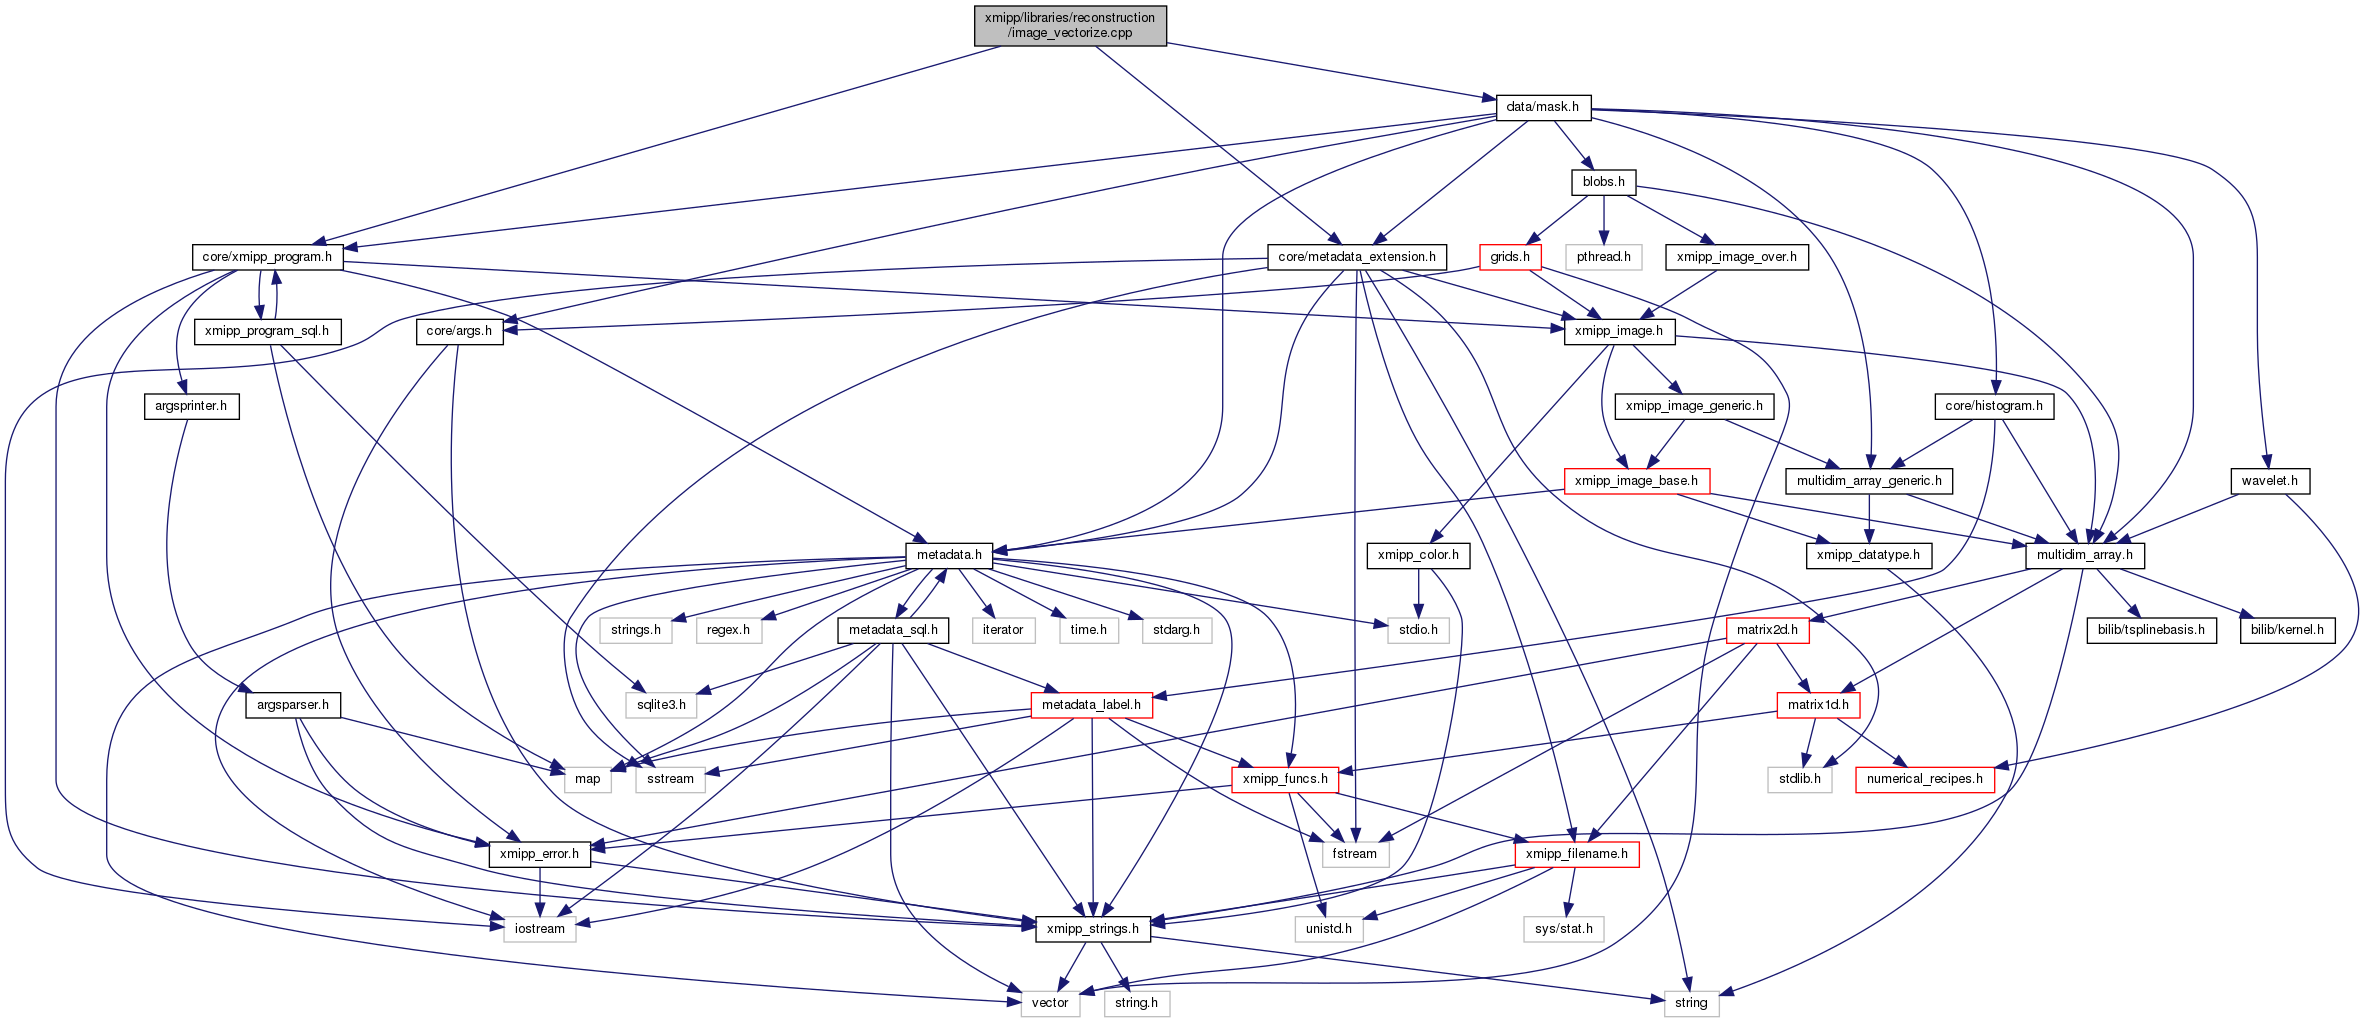 xmipp/libraries/reconstruction
/image_vectorize.cpp
data/mask.h
blobs.h
core/xmipp_program.h
core/metadata_extension.h
grids.h
pthread.h
xmipp_image_over.h
xmipp_program_sql.h
core/args.h
xmipp_image.h
argsprinter.h
xmipp_image_generic.h
core/histogram.h
xmipp_image_base.h
multidim_array_generic.h
wavelet.h
metadata.h
xmipp_color.h
xmipp_datatype.h
multidim_array.h
strings.h
regex.h
metadata_sql.h
iterator
time.h
stdarg.h
stdio.h
matrix2d.h
bilib/tsplinebasis.h
bilib/kernel.h
argsparser.h
sqlite3.h
metadata_label.h
matrix1d.h
map
sstream
xmipp_funcs.h
stdlib.h
numerical_recipes.h
xmipp_error.h
fstream
xmipp_filename.h
iostream
xmipp_strings.h
unistd.h
sys/stat.h
vector
string.h
string